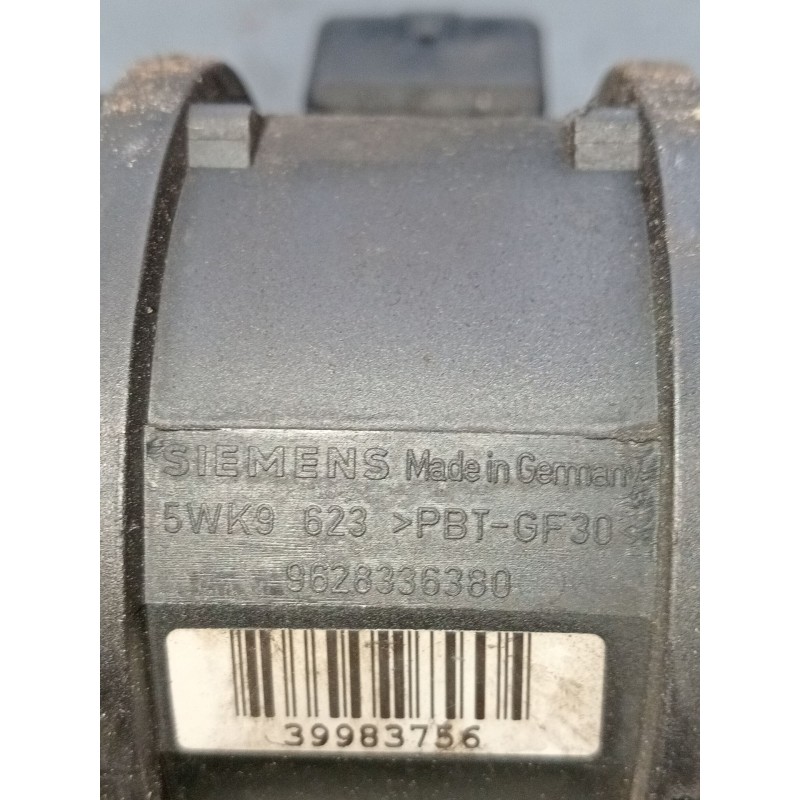 SIEMENS Made in Germany
5WK9 623 >PBT-GF30<
9628336380
39983756